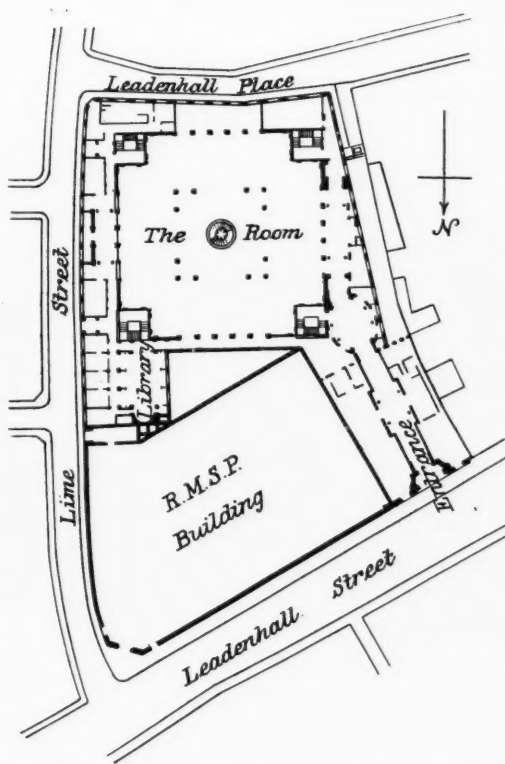 Leadenhall Place
N
The Room
Street
Library
Lime
Entrance
R.M.S.P.
Building
Leadenhall Street